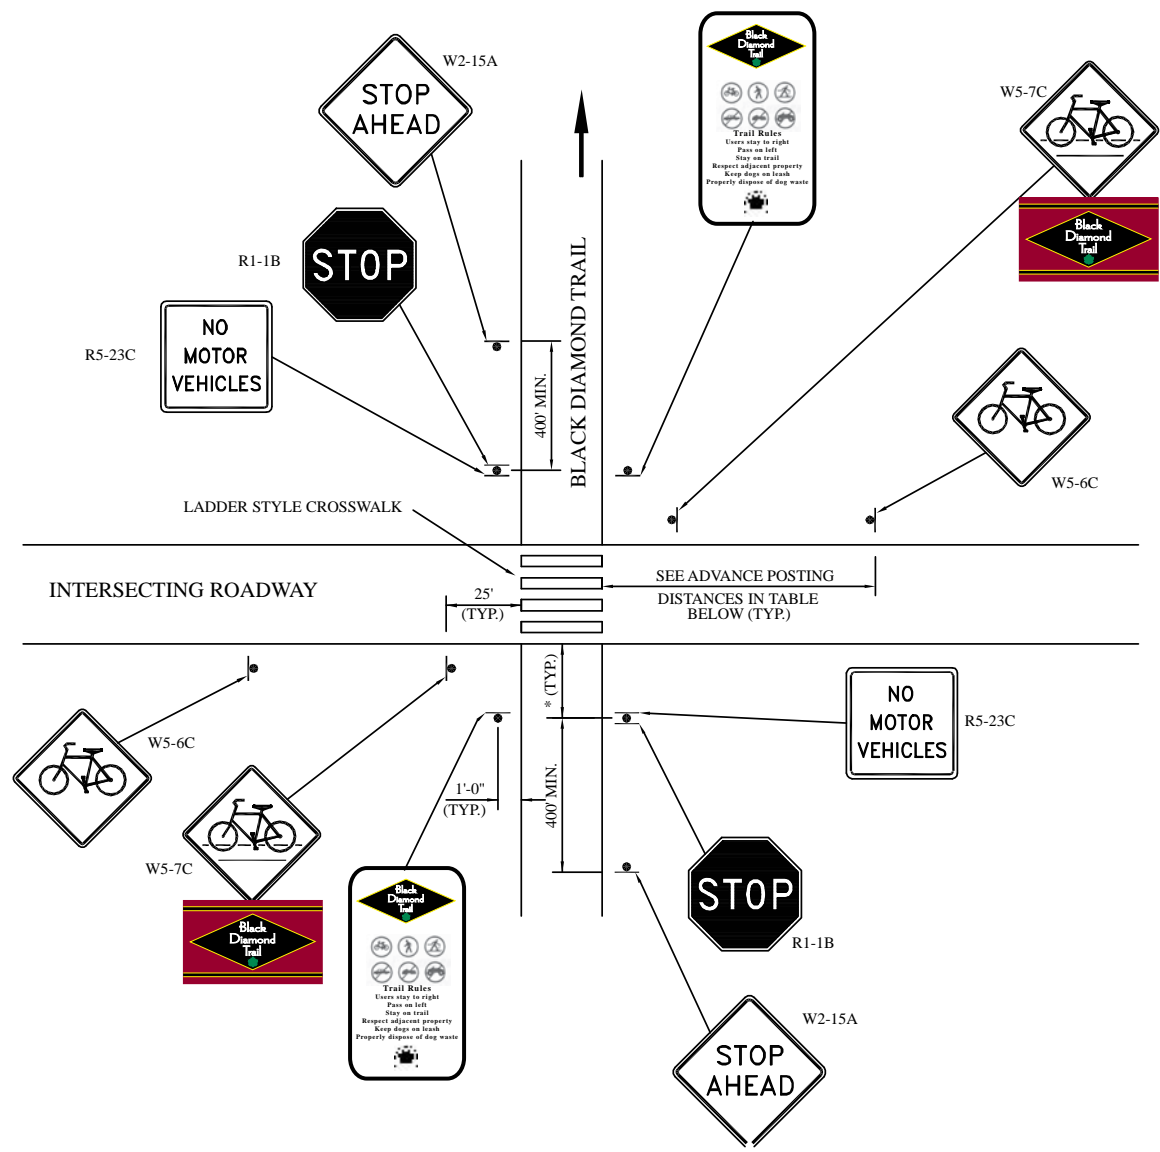 W2-15A
STOP
AHEAD
Black
Diamond
Trail
Trail Rules
Users stay to right
Pass on left
Stay on trail
Respect adjacent property
Keep dogs on leash
Properly dispose of dog waste
W5-7C
Black
Diamond
Trail
R1-1B
STOP
R5-23C
NO
MOTOR
VEHICLES
400' MIN.
BLACK DIAMOND TRAIL
W5-6C
LADDER STYLE CROSSWALK
INTERSECTING ROADWAY
25'
(TYP.)
SEE ADVANCE POSTING
DISTANCES IN TABLE
BELOW (TYP.)
* (TYP.)
W5-6C
W5-7C
Black
Diamond
Trail
1'-0"
(TYP.)
400' MIN.
NO
MOTOR
VEHICLES
R5-23C
STOP
R1-1B
Black
Diamond
Trail
Trail Rules
Users stay to right
Pass on left
Stay on trail
Respect adjacent property
Keep dogs on leash
Properly dispose of dog waste
W2-15A
STOP
AHEAD